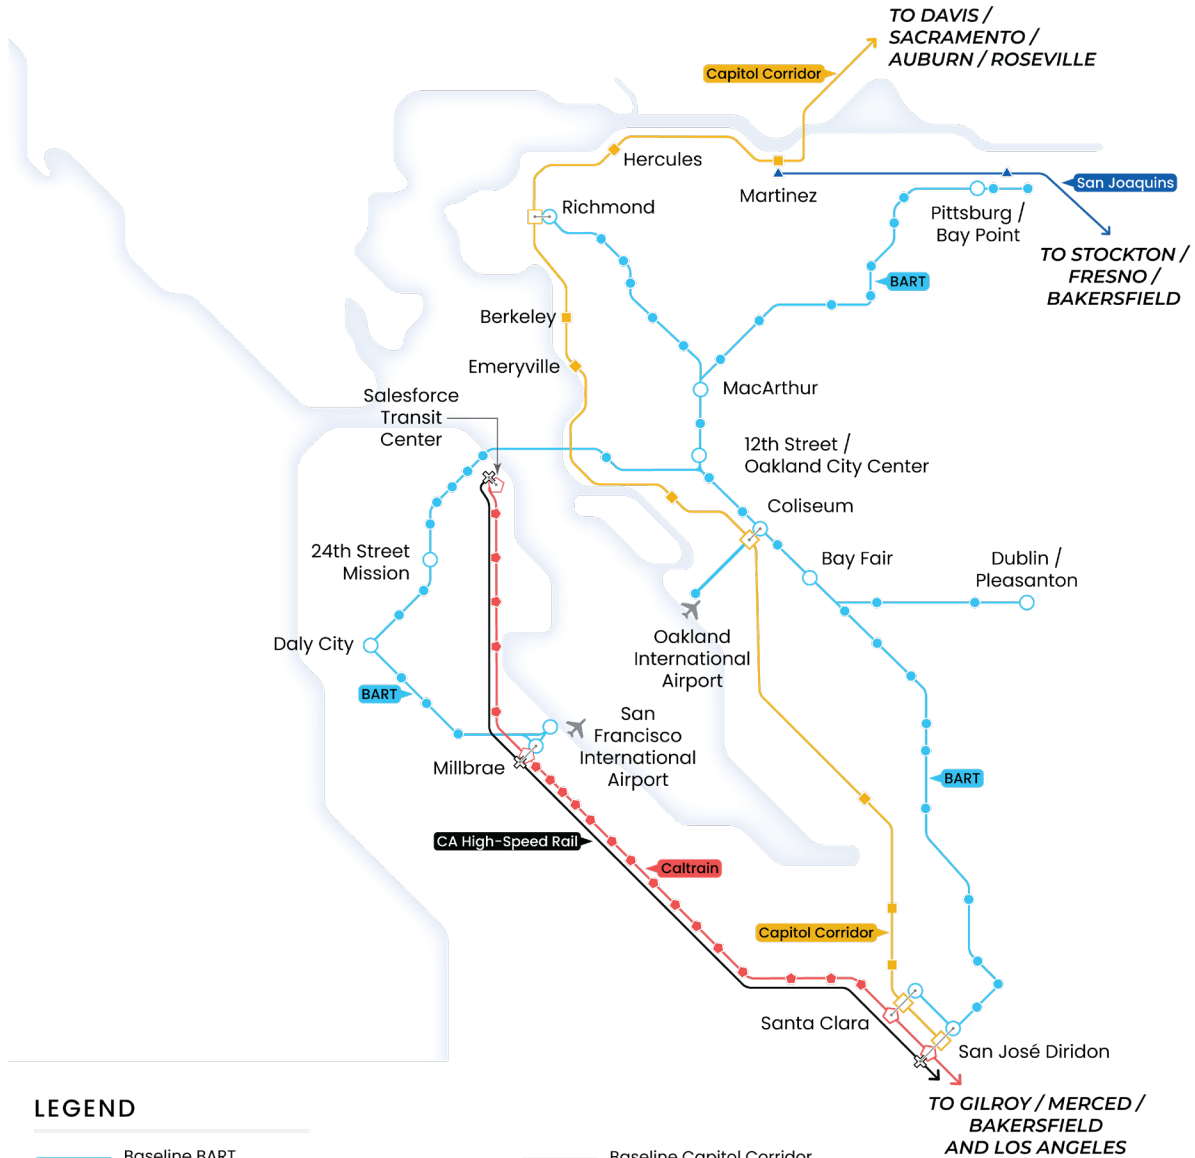 TO DAVIS /
SACRAMENTO /
AUBURN / ROSEVILLE
Capitol Corridor
Hercules
Martinez
San Joaquins
Richmond
Pittsburg /
Bay Point
TO STOCKTON /
FRESNO /
BAKERSFIELD
BART
Berkeley
Emeryville
MacArthur
Salesforce
Transit
Center
12th Street /
Oakland City Center
Coliseum
24th Street
Mission
Bay Fair
Dublin /
Pleasanton
Daly City
Oakland
International
Airport
BART
San
Francisco
International
Airport
Millbrae
BART
CA High-Speed Rail
Caltrain
Capitol Corridor
Santa Clara
San José Diridon
TO GILROY / MERCED /
BAKERSFIELD
AND LOS ANGELES
LEGEND
Baseline BART
Baseline Capitol Corridor